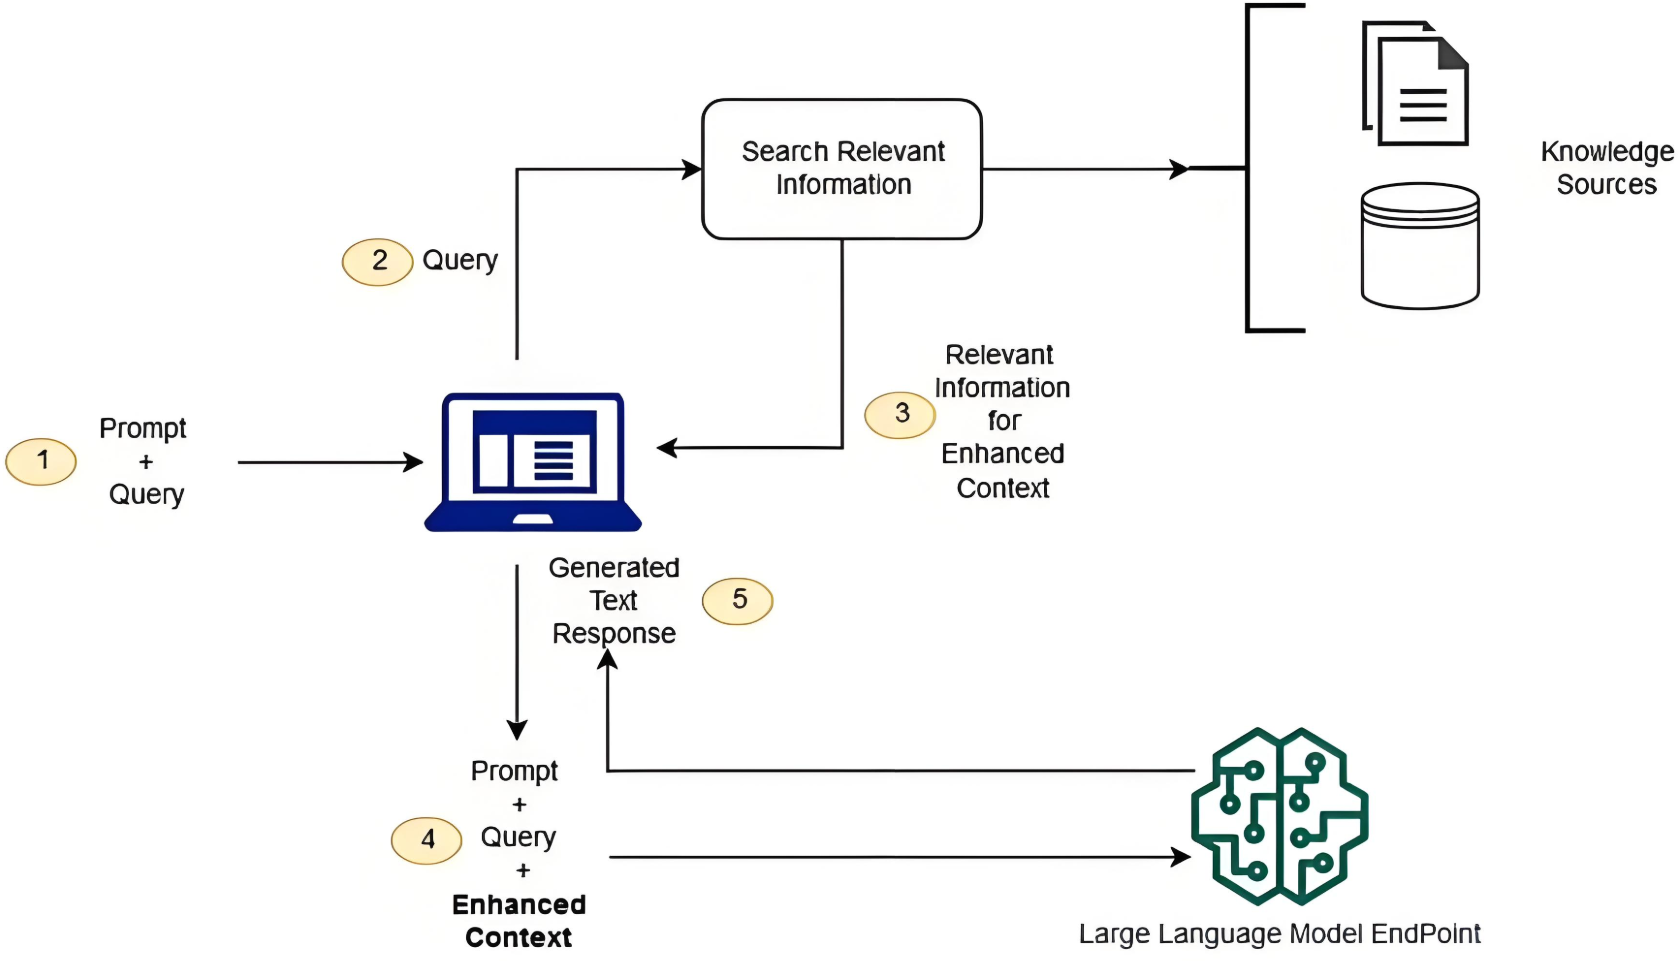 Search Relevant
Information
Knowledge
Sources
2 Query
Relevant
Information
for
Enhanced
Context
3
1
Prompt
+
Query
Generated
Text
Response
5
Prompt
+
4 Query
+
Enhanced
Context
Large Language Model EndPoint